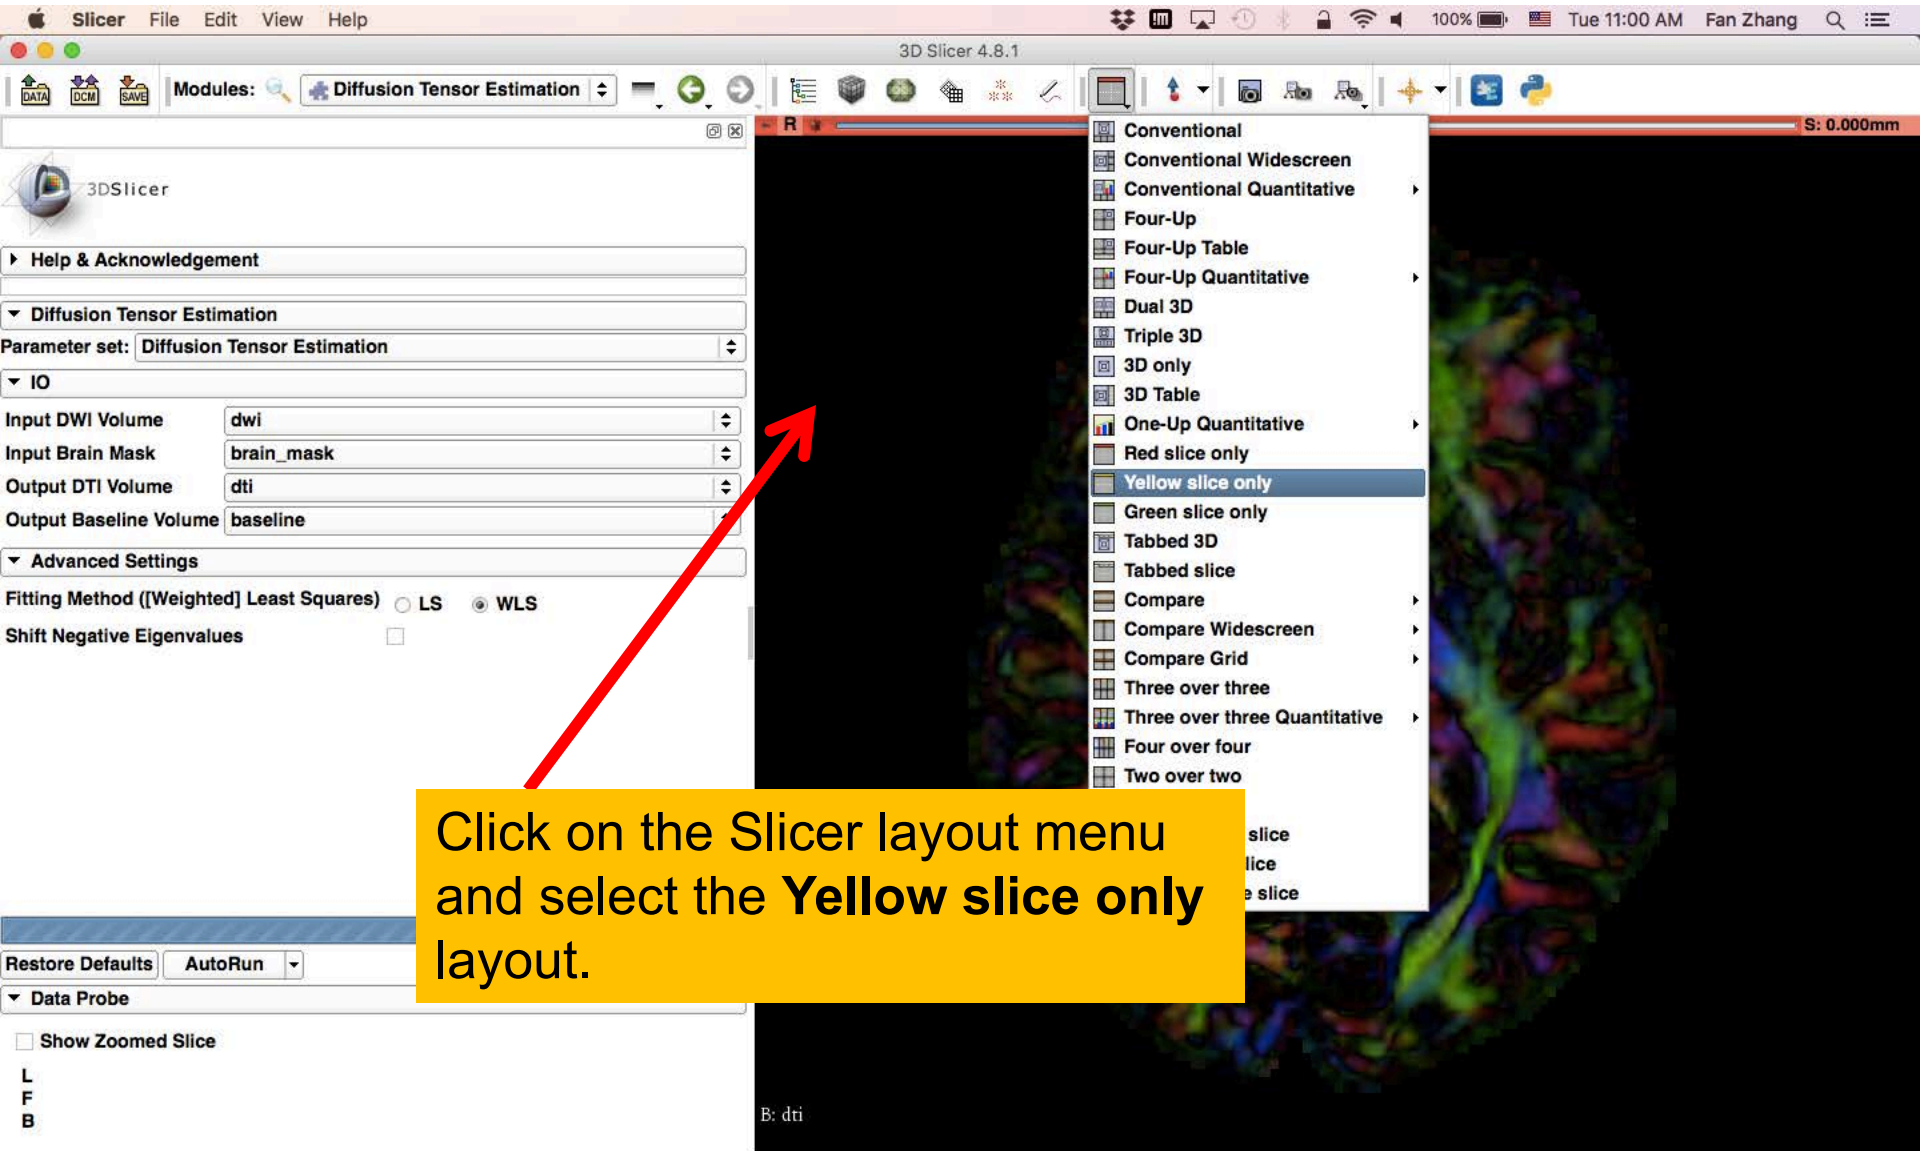 Slicer File Edit View Help 100% Tue 11:00 AM Fan Zhang
3D Slicer 4.8.1
DATA DCM SAVE Modules: Diffusion Tensor Estimation
R S: 0.000mm
3DSlicer
Help & Acknowledgement
Diffusion Tensor Estimation
Parameter set: Diffusion Tensor Estimation
IO
Input DWI Volume dwi
Input Brain Mask brain_mask
Output DTI Volume dti
Output Baseline Volume baseline
Advanced Settings
Fitting Method ([Weighted] Least Squares) LS WLS
Shift Negative Eigenvalues
Restore Defaults AutoRun
Data Probe
Show Zoomed Slice
L
F
B
Conventional
Conventional Widescreen
Conventional Quantitative
Four-Up
Four-Up Table
Four-Up Quantitative
Dual 3D
Triple 3D
3D only
3D Table
One-Up Quantitative
Red slice only
Yellow slice only
Green slice only
Tabbed 3D
Tabbed slice
Compare
Compare Widescreen
Compare Grid
Three over three
Three over three Quantitative
Four over four
Two over two
slice
lice
slice
Click on the Slicer layout menu
and select the Yellow slice only
layout.
B: dti